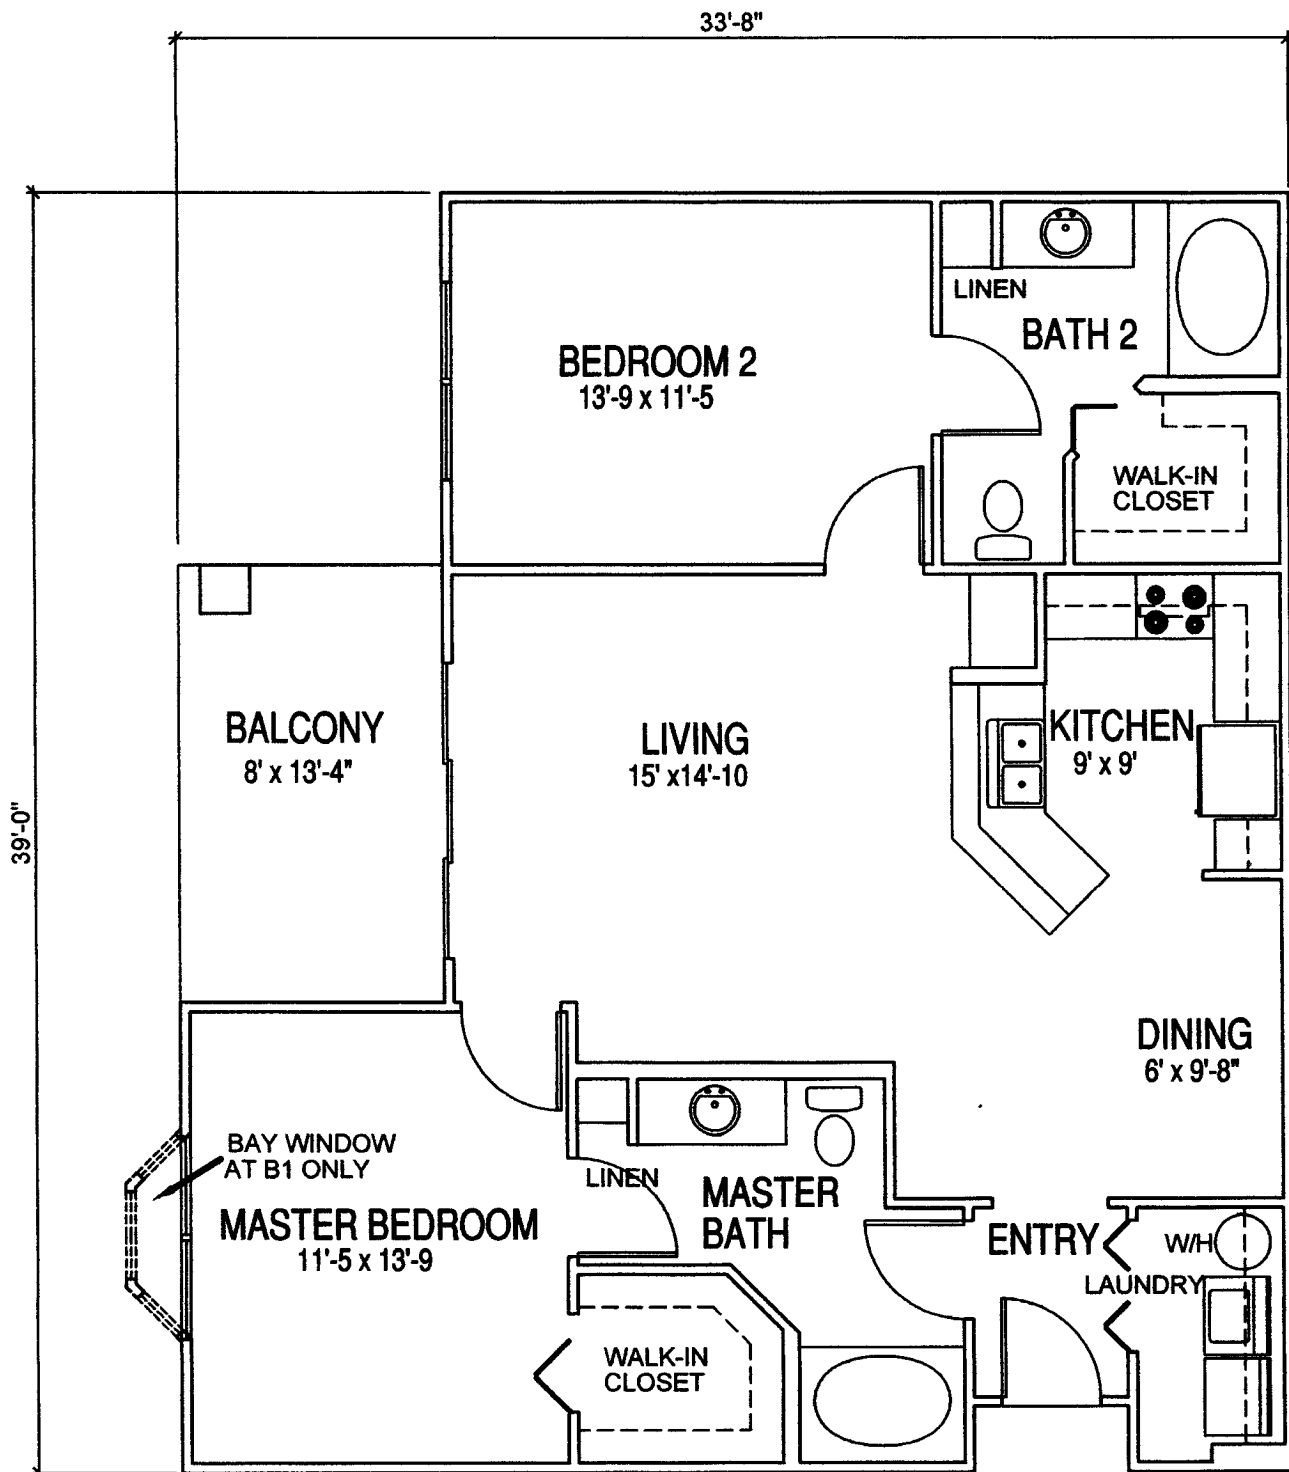 33'-8"
39'-0"
LINEN
BATH 2
BEDROOM 2
13'-9 x 11'-5
WALK-IN
CLOSET
BALCONY
8' x 13'-4"
LIVING
15' x14'-10
KITCHEN
9' x 9'
DINING
6' x 9'-8"
BAY WINDOW
AT B1 ONLY
MASTER BEDROOM
11'-5 x 13'-9
LINEN
MASTER
BATH
ENTRY
W/H
LAUNDRY
WALK-IN
CLOSET